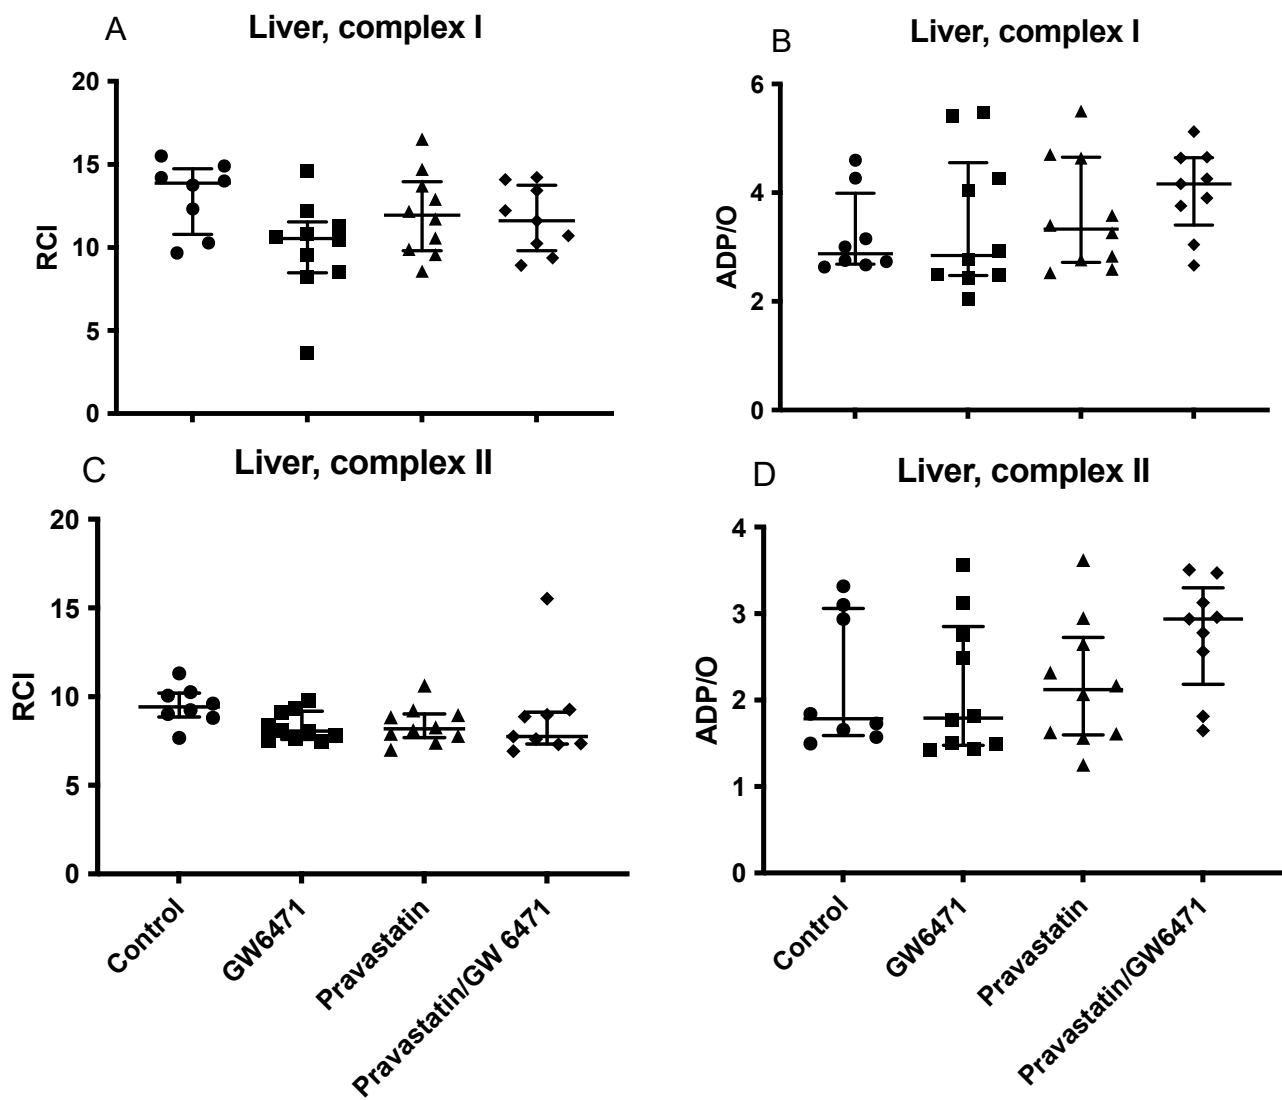 A
Liver, complex I
RCI
20
15
10
5
0
B
Liver, complex I
ADP/O
6
4
2
0
C
Liver, complex II
RCI
20
15
10
5
0
Control
GW6471
Pravastatin
Pravastatin/GW 6471
D
Liver, complex II
ADP/O
4
3
2
1
0
Control
GW6471
Pravastatin
Pravastatin/GW6471